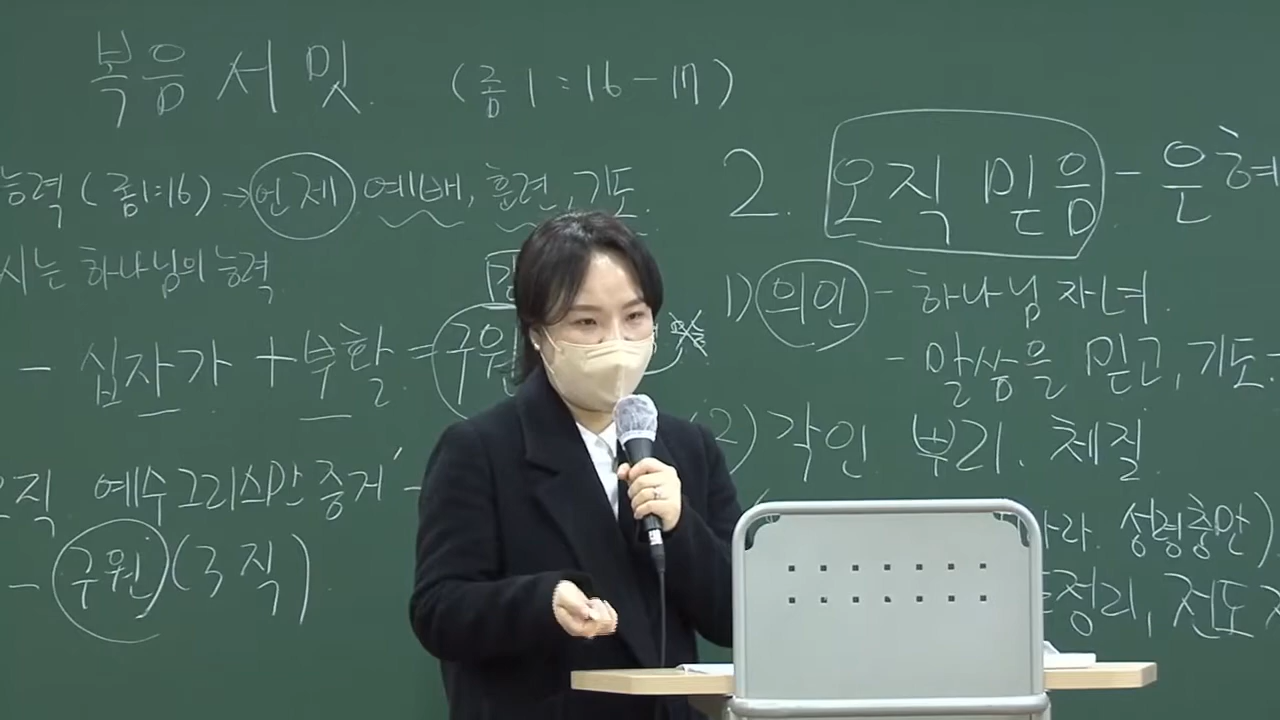 복음 서밋 (롬 1:16-17)
능력 (롬1:16) → 언제 예배, 훈련, 기도.
시는 하나님의 능력
- 십자가 + 부활 = 구원
오직 예수그리스도만 증거 -
- 구원 (3직)
2. 오직 믿음 - 은혜
1) 의인 - 하나님 자녀.
- 말씀을 믿고, 기도 -
2) 각인 뿌리. 체질.
라. 성령충만)
정리, 전도